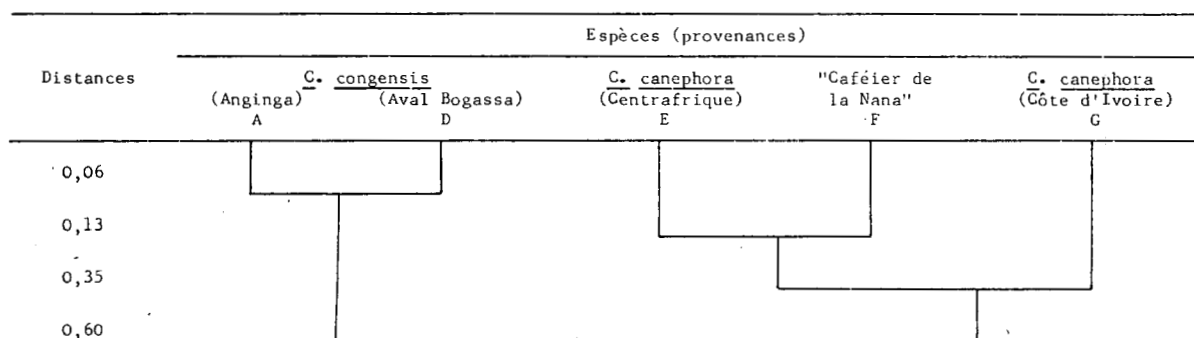 Espèces (provenances)
Distances C. congensis C. canephora "Caféier de C. canephora
(Anginga) (Aval Bogassa) (Centrafrique) la Nana" (Côte d'Ivoire)
A D E F G
0,06
0,13
0,35
0,60